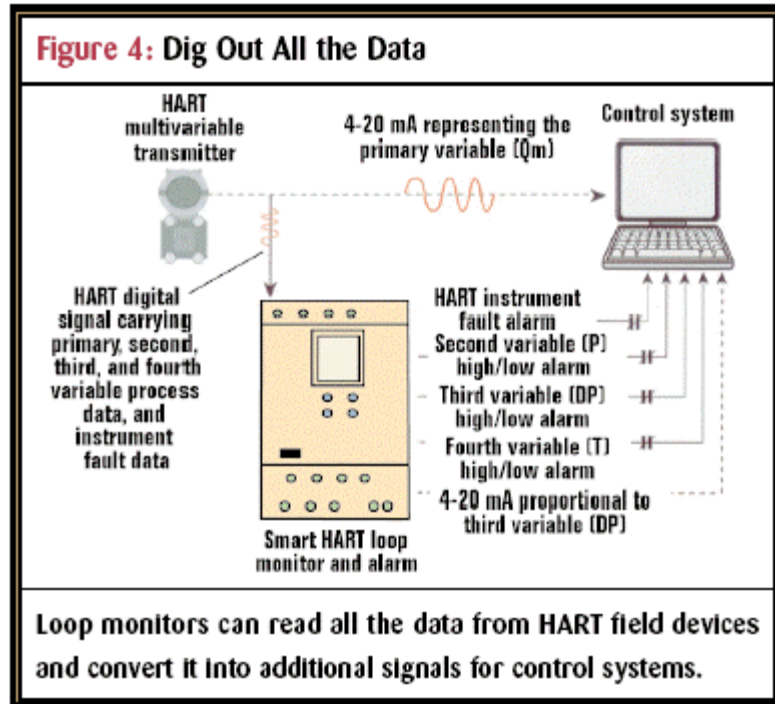 Figure 4: Dig Out All the Data
HART
multivariable
transmitter
4-20 mA representing the
primary variable (Qm)
Control system
HART digital
signal carrying
primary, second,
third, and fourth
variable process
data, and
instrument
fault data
HART instrument
fault alarm
Second variable (P)
high/low alarm
Third variable (DP)
high/low alarm
Fourth variable (T)
high/low alarm
4-20 mA proportional to
third variable (DP)
Smart HART loop
monitor and alarm
Loop monitors can read all the data from HART field devices
and convert it into additional signals for control systems.